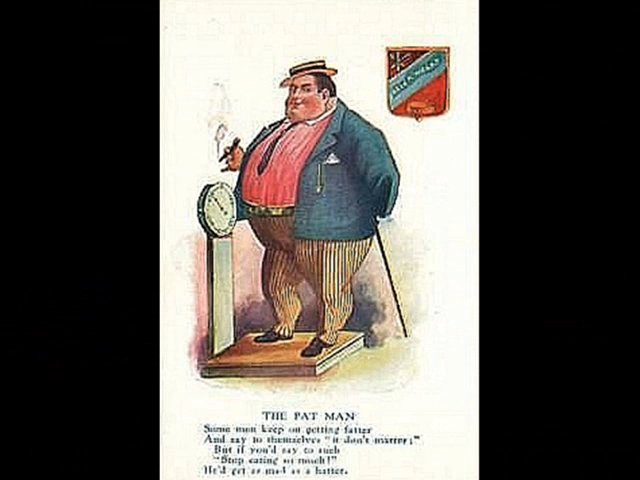 THE FAT MAN
Some men keep on getting fatter
And say to themselves "it don't matter;"
But if you'd say to such
"Stop eating so much!"
He'd get as mad as a hatter.